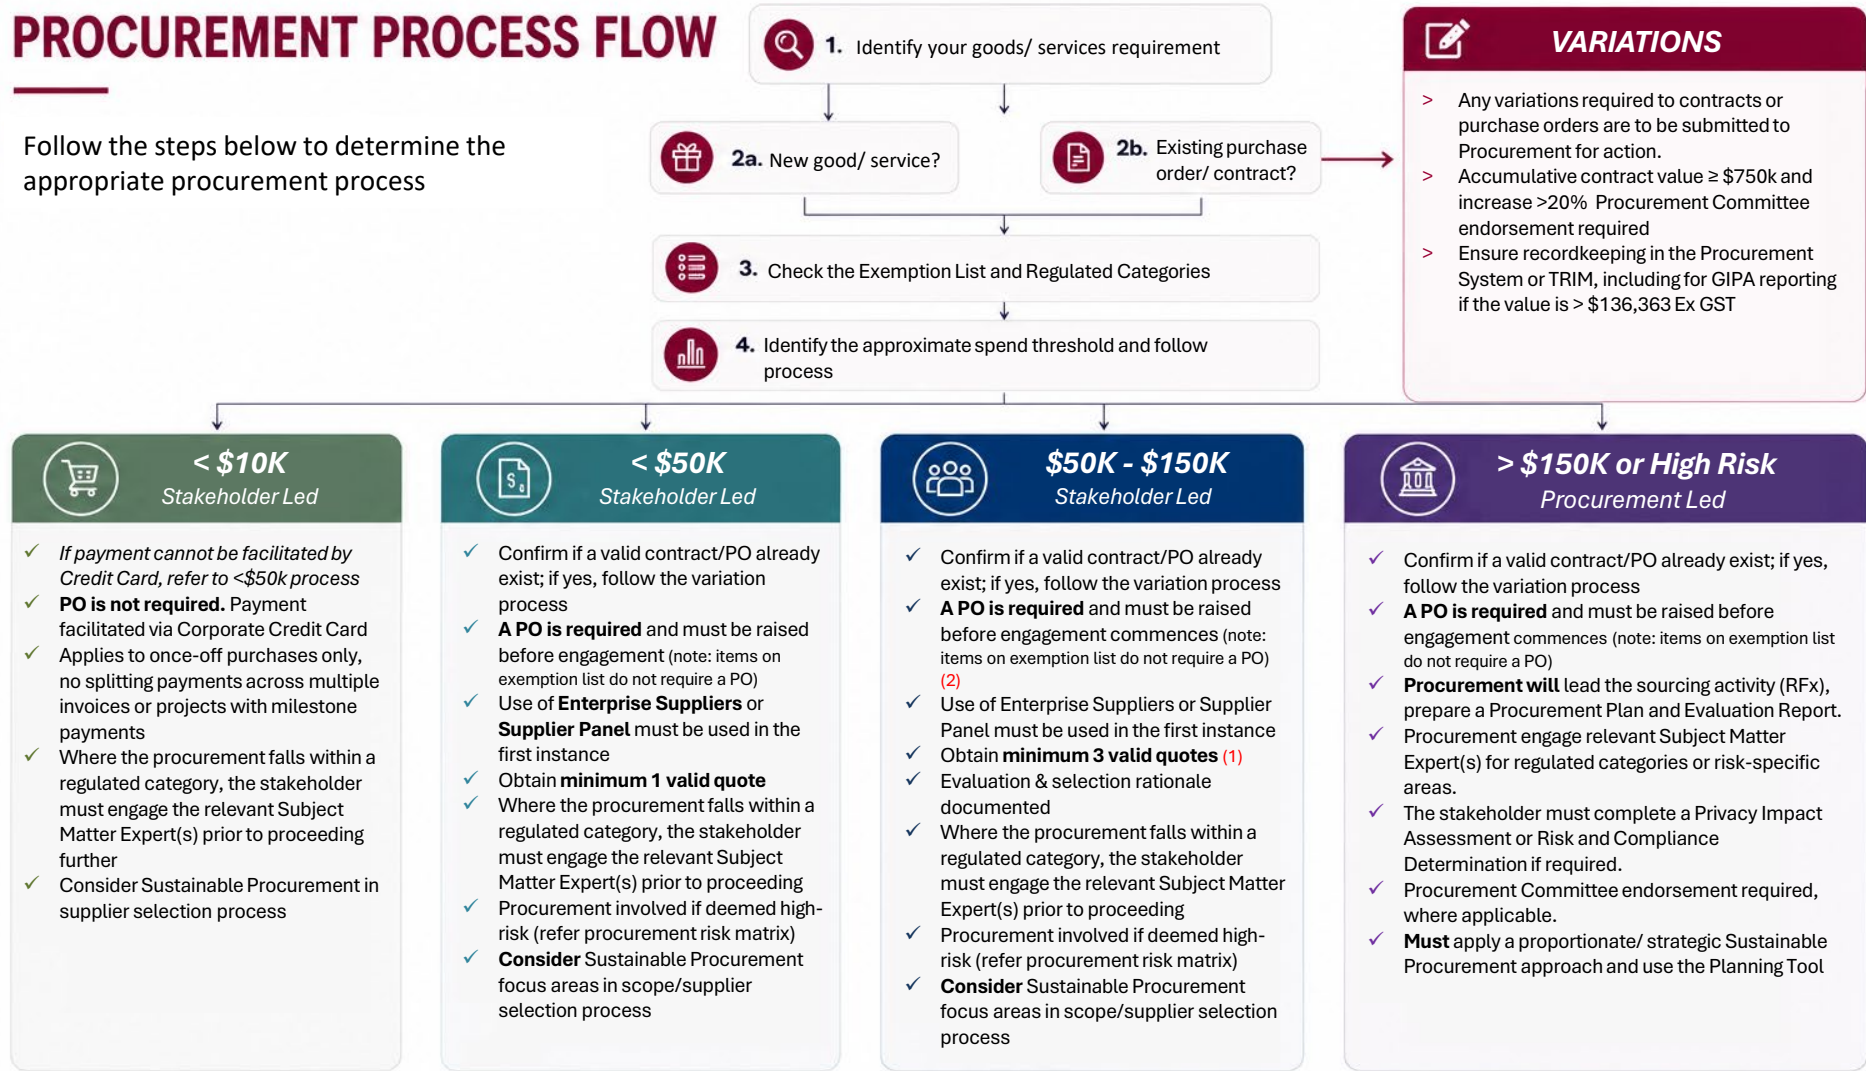 PROCUREMENT PROCESS FLOW
Follow the steps below to determine the
appropriate procurement process
1. Identify your goods/ services requirement
2a. New good/ service?
2b. Existing purchase
order/ contract?
3. Check the Exemption List and Regulated Categories
4. Identify the approximate spend threshold and follow
process
VARIATIONS
> Any variations required to contracts or
purchase orders are to be submitted to
Procurement for action.
> Accumulative contract value ≥ $750k and
increase >20% Procurement Committee
endorsement required
> Ensure recordkeeping in the Procurement
System or TRIM, including for GIPA reporting
if the value is > $136,363 Ex GST
< $10K
Stakeholder Led
✓ If payment cannot be facilitated by
Credit Card, refer to <$50k process
✓ PO is not required. Payment
facilitated via Corporate Credit Card
✓ Applies to once-off purchases only,
no splitting payments across multiple
invoices or projects with milestone
payments
✓ Where the procurement falls within a
regulated category, the stakeholder
must engage the relevant Subject
Matter Expert(s) prior to proceeding
further
✓ Consider Sustainable Procurement in
supplier selection process
< $50K
Stakeholder Led
✓ Confirm if a valid contract/PO already
exist; if yes, follow the variation
process
✓ A PO is required and must be raised
before engagement (note: items on
exemption list do not require a PO)
✓ Use of Enterprise Suppliers or
Supplier Panel must be used in the
first instance
✓ Obtain minimum 1 valid quote
✓ Where the procurement falls within a
regulated category, the stakeholder
must engage the relevant Subject
Matter Expert(s) prior to proceeding
✓ Procurement involved if deemed high-
risk (refer procurement risk matrix)
✓ Consider Sustainable Procurement
focus areas in scope/supplier
selection process
$50K - $150K
Stakeholder Led
✓ Confirm if a valid contract/PO already
exist; if yes, follow the variation process
✓ A PO is required and must be raised
before engagement commences (note:
items on exemption list do not require a PO)
(2)
✓ Use of Enterprise Suppliers or Supplier
Panel must be used in the first instance
✓ Obtain minimum 3 valid quotes (1)
✓ Evaluation & selection rationale
documented
✓ Where the procurement falls within a
regulated category, the stakeholder
must engage the relevant Subject Matter
Expert(s) prior to proceeding
✓ Procurement involved if deemed high-
risk (refer procurement risk matrix)
✓ Consider Sustainable Procurement
focus areas in scope/supplier selection
process
> $150K or High Risk
Procurement Led
✓ Confirm if a valid contract/PO already exist; if yes,
follow the variation process
✓ A PO is required and must be raised before
engagement commences (note: items on exemption list
do not require a PO)
✓ Procurement will lead the sourcing activity (RFx),
prepare a Procurement Plan and Evaluation Report.
✓ Procurement engage relevant Subject Matter
Expert(s) for regulated categories or risk-specific
areas.
✓ The stakeholder must complete a Privacy Impact
Assessment or Risk and Compliance
Determination if required.
✓ Procurement Committee endorsement required,
where applicable.
✓ Must apply a proportionate/ strategic Sustainable
Procurement approach and use the Planning Tool